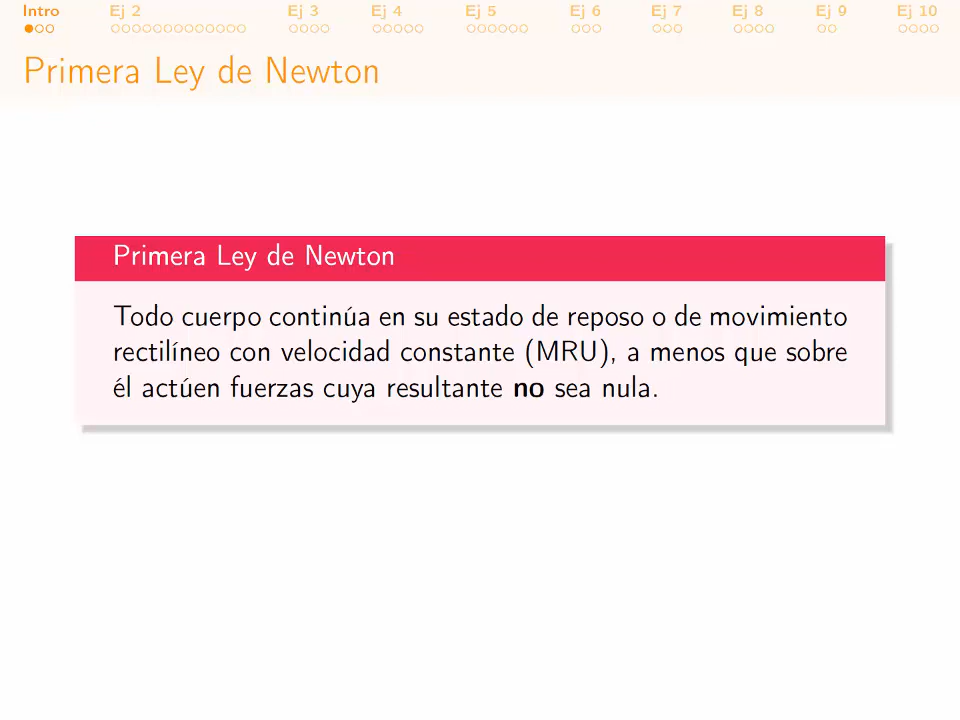 Intro Ej 2 Ej 3 Ej 4 Ej 5 Ej 6 Ej 7 Ej 8 Ej 9 Ej 10
Primera Ley de Newton
Primera Ley de Newton
Todo cuerpo continúa en su estado de reposo o de movimiento
rectilíneo con velocidad constante (MRU), a menos que sobre
él actúen fuerzas cuya resultante no sea nula.